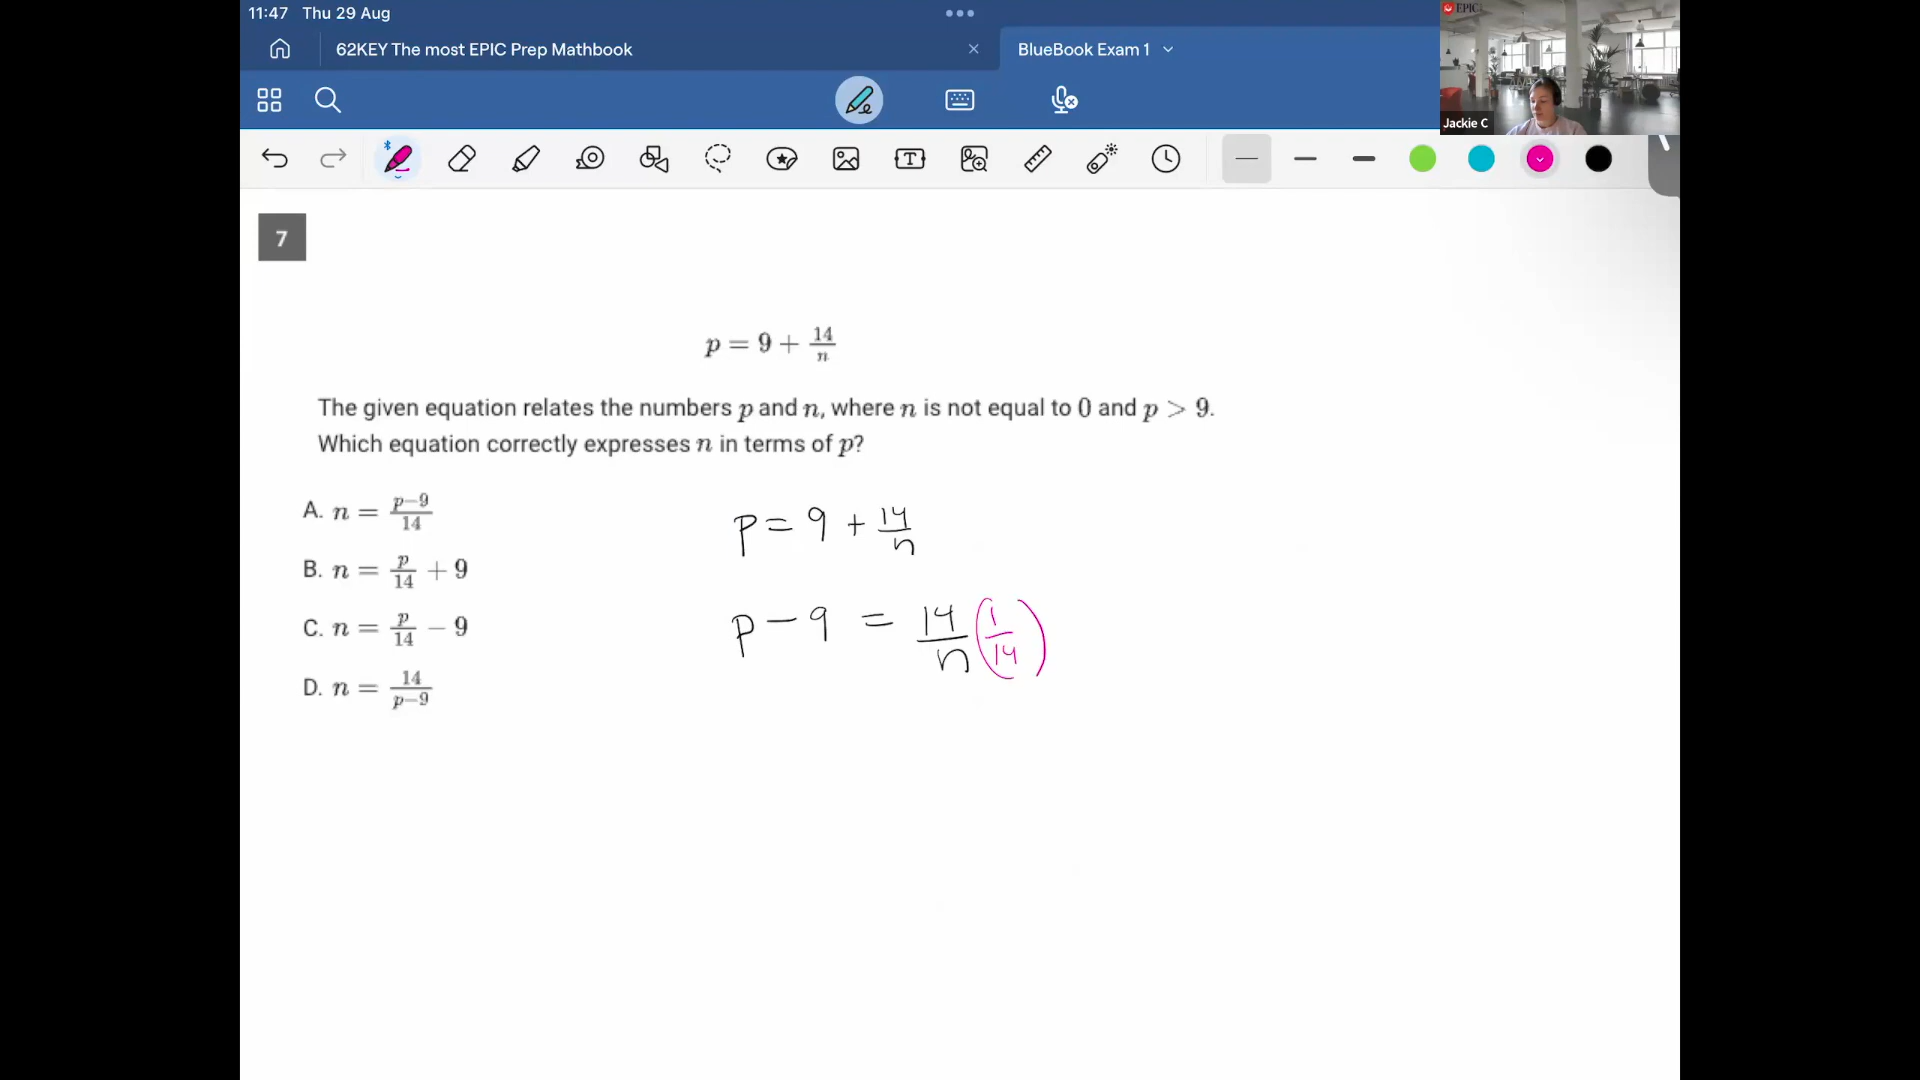 11:47 Thu 29 Aug
62KEY The most EPIC Prep Mathbook
BlueBook Exam 1
EPIC
Jackie C
7
p = 9 + 14/n
The given equation relates the numbers p and n, where n is not equal to 0 and p > 9.
Which equation correctly expresses n in terms of p?
A. n = (p−9)/14
B. n = p/14 + 9
C. n = p/14 − 9
D. n = 14/(p−9)
p = 9 + 14/n
p − 9 = 14/n (1/14)